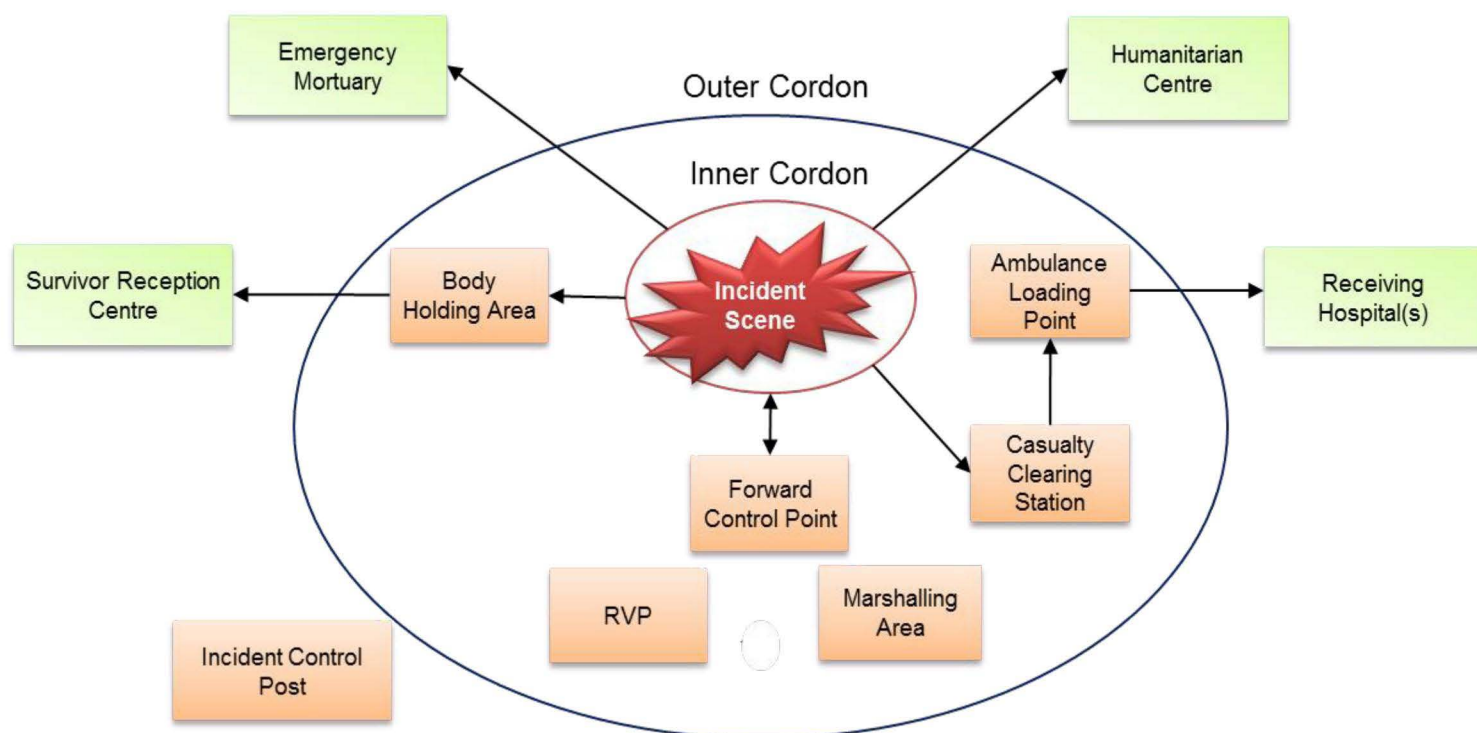 Emergency
Mortuary
Humanitarian
Centre
Outer Cordon
Inner Cordon
Survivor Reception
Centre
Body
Holding Area
Incident
Scene
Ambulance
Loading
Point
Receiving
Hospital(s)
Forward
Control Point
Casualty
Clearing
Station
RVP
Marshalling
Area
Incident Control
Post